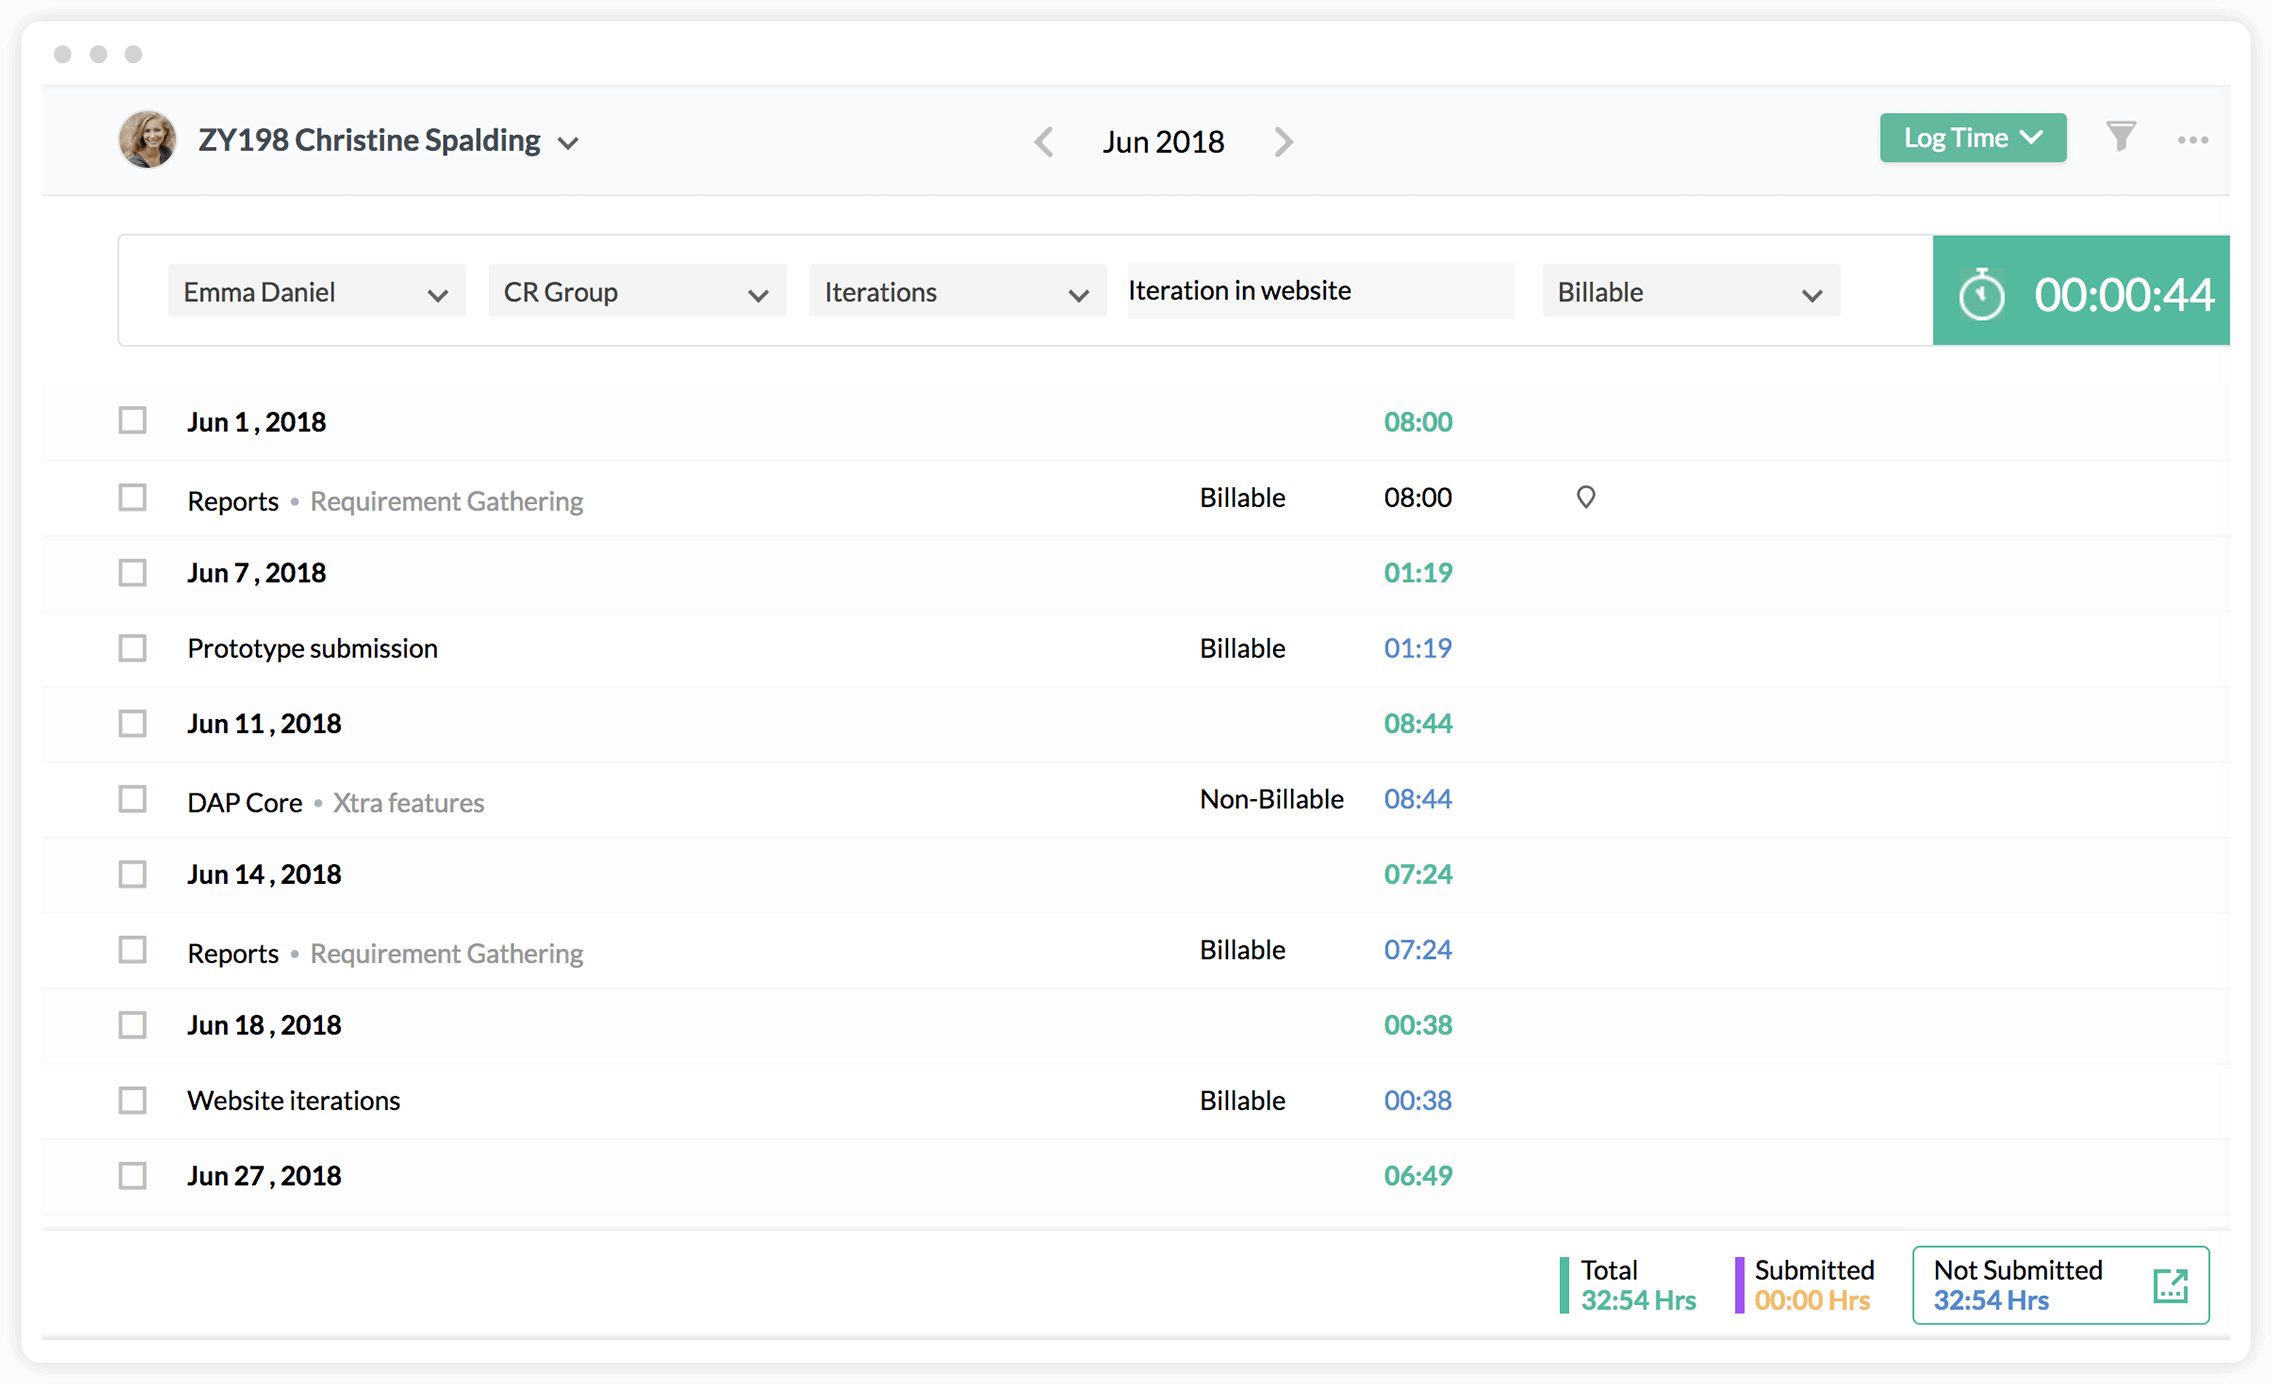 ZY198 Christine Spalding
Jun 2018
Log Time
Emma Daniel CR Group Iterations Iteration in website Billable 00:00:44
Jun 1 , 2018 08:00
Reports • Requirement Gathering Billable 08:00
Jun 7 , 2018 01:19
Prototype submission Billable 01:19
Jun 11 , 2018 08:44
DAP Core • Xtra features Non-Billable 08:44
Jun 14 , 2018 07:24
Reports • Requirement Gathering Billable 07:24
Jun 18 , 2018 00:38
Website iterations Billable 00:38
Jun 27 , 2018 06:49
Total Submitted Not Submitted
32:54 Hrs 00:00 Hrs 32:54 Hrs